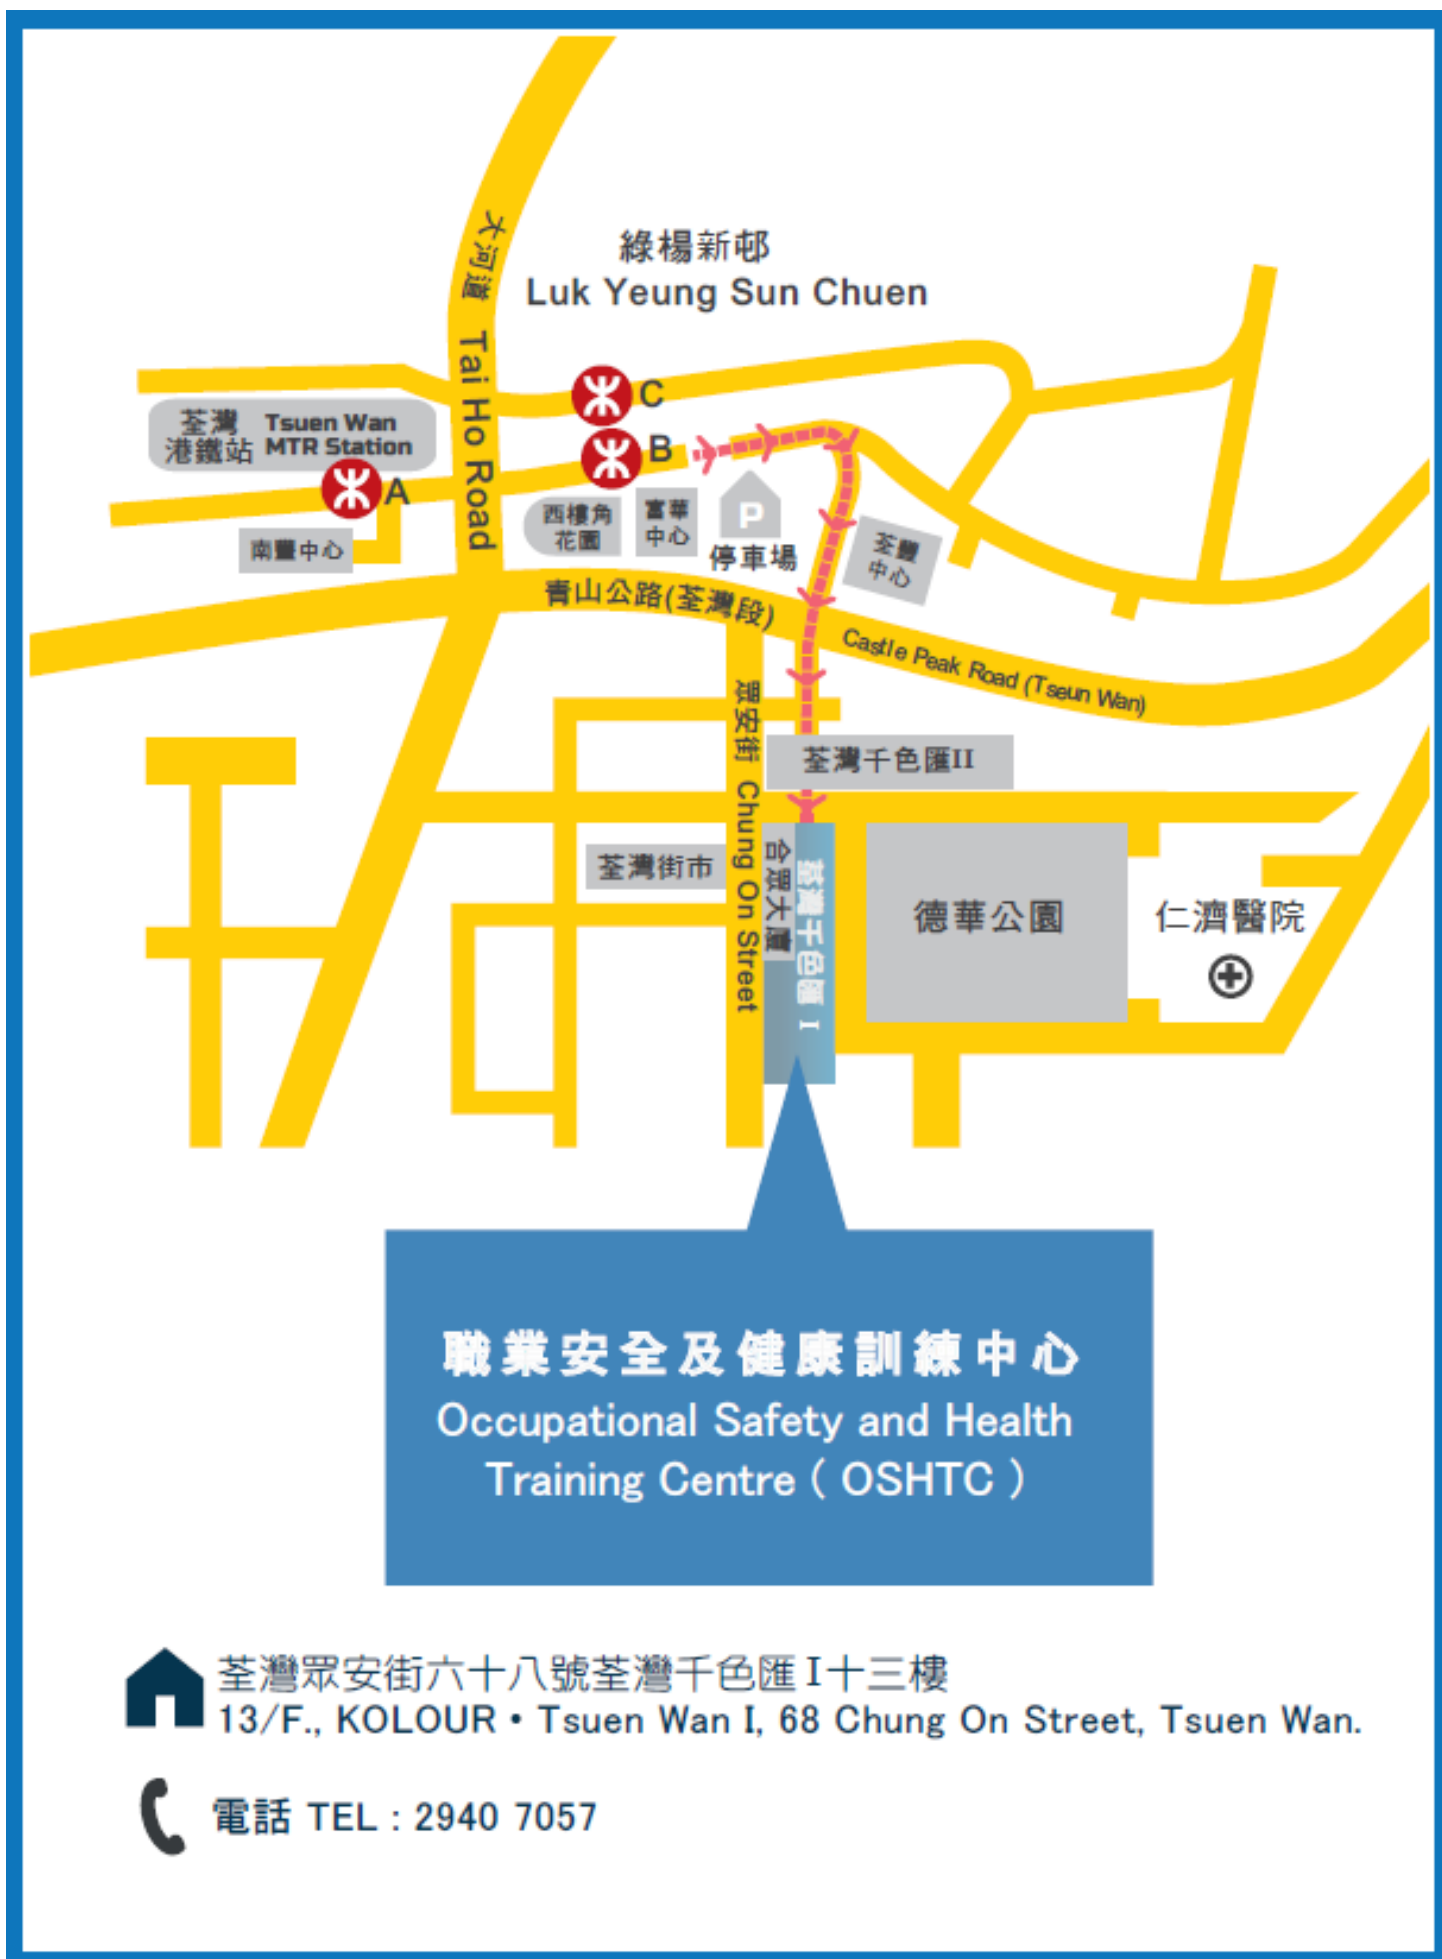 大河道 Tai Ho Road
綠楊新邨
Luk Yeung Sun Chuen
C
荃灣
港鐵站
Tsuen Wan
MTR Station
B
A
南豐中心
西樓角
花園
富華
中心
P
停車場
荃豐
中心
青山公路(荃灣段)
Castle Peak Road (Tseun Wan)
眾安街 Chung On Street
荃灣千色匯II
荃灣街市
合眾大廈
荃灣千色匯 I
德華公園
仁濟醫院
職業安全及健康訓練中心
Occupational Safety and Health
Training Centre ( OSHTC )
荃灣眾安街六十八號荃灣千色匯I十三樓
13/F., KOLOUR • Tsuen Wan I, 68 Chung On Street, Tsuen Wan.
電話 TEL : 2940 7057